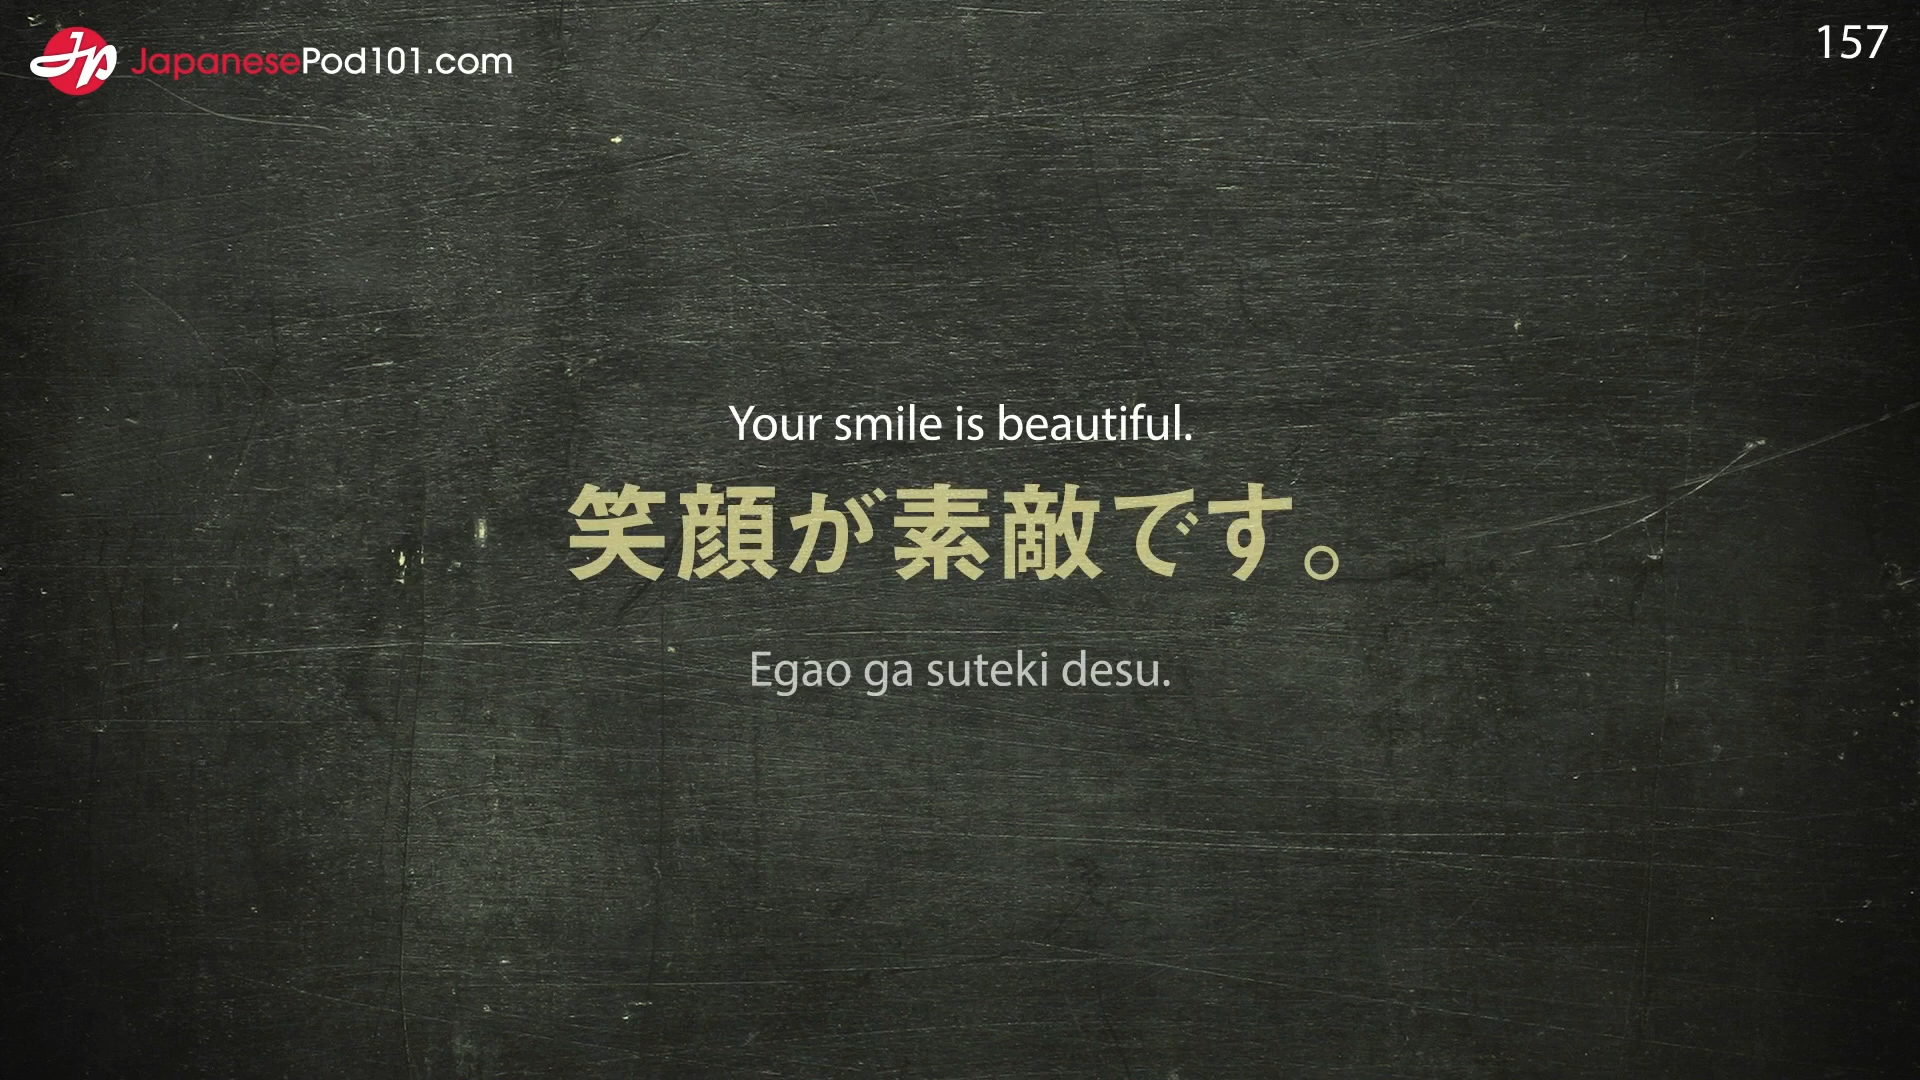 JapanesePod101.com
157
Your smile is beautiful.
笑顔が素敵です。
Egao ga suteki desu.